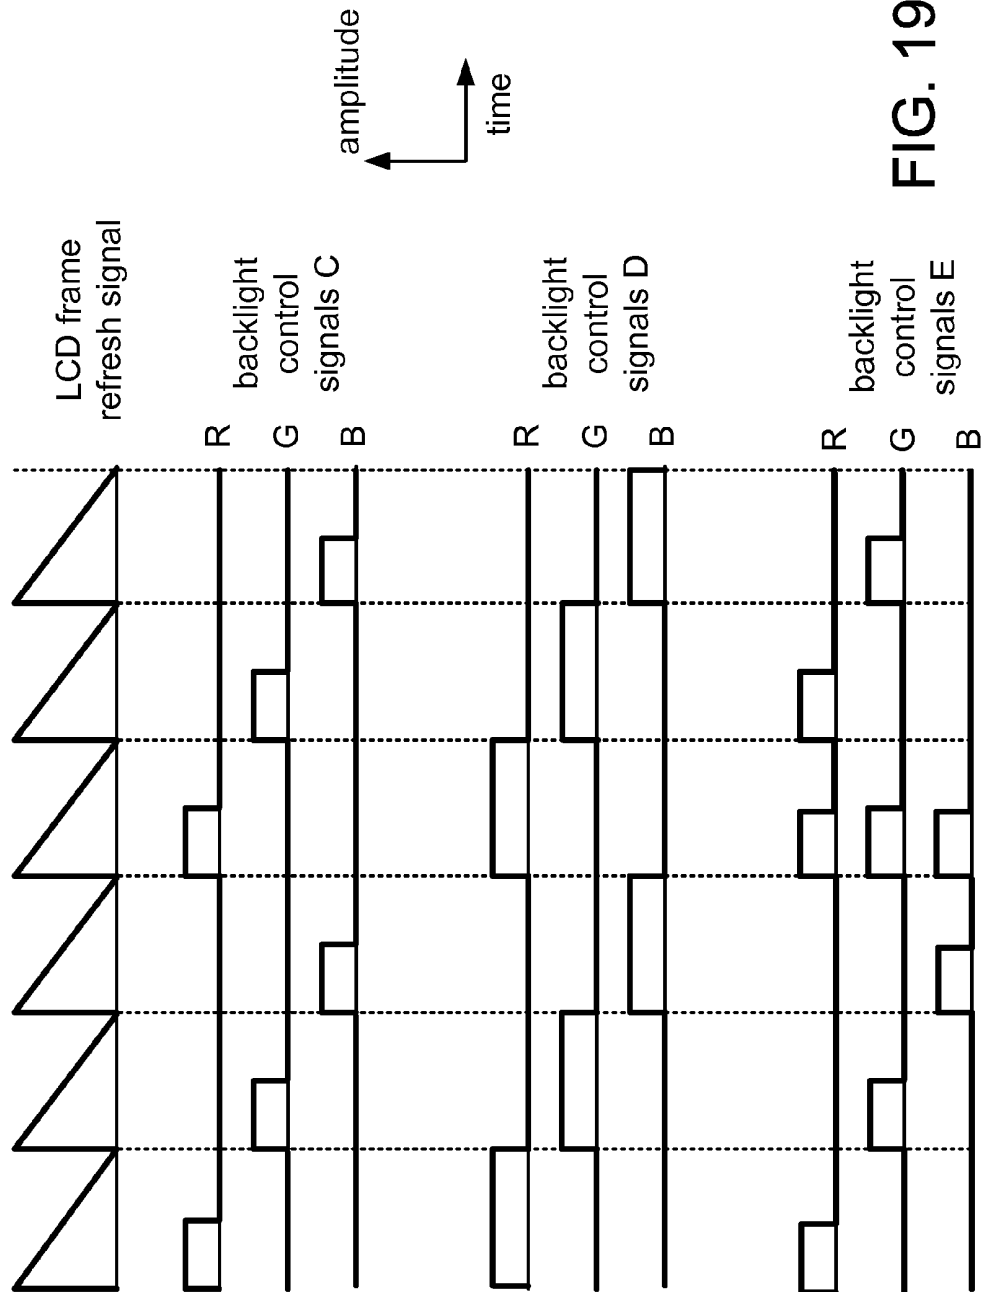 LCD frame
refresh signal
R
G
B
backlight
control
signals C
R
G
B
backlight
control
signals D
R
G
B
backlight
control
signals E
amplitude
time
FIG. 19